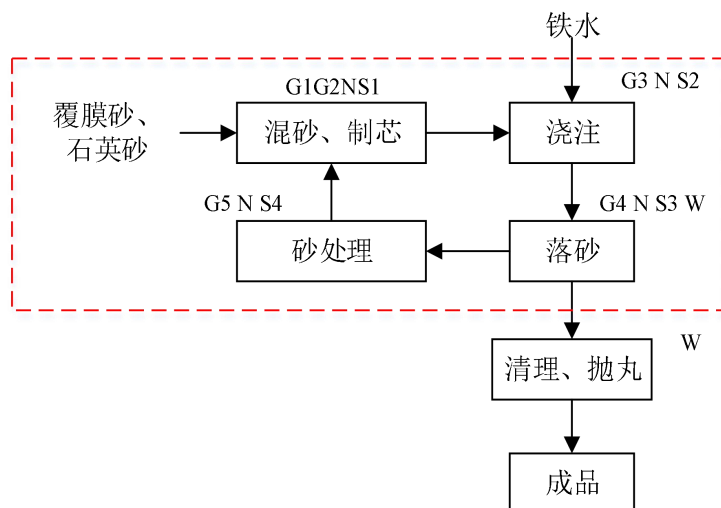 铁水
G3 N S2
G1G2NS1
覆膜砂、
石英砂
混砂、制芯
浇注
G5 N S4
G4 N S3 W
砂处理
落砂
W
清理、抛丸
成品